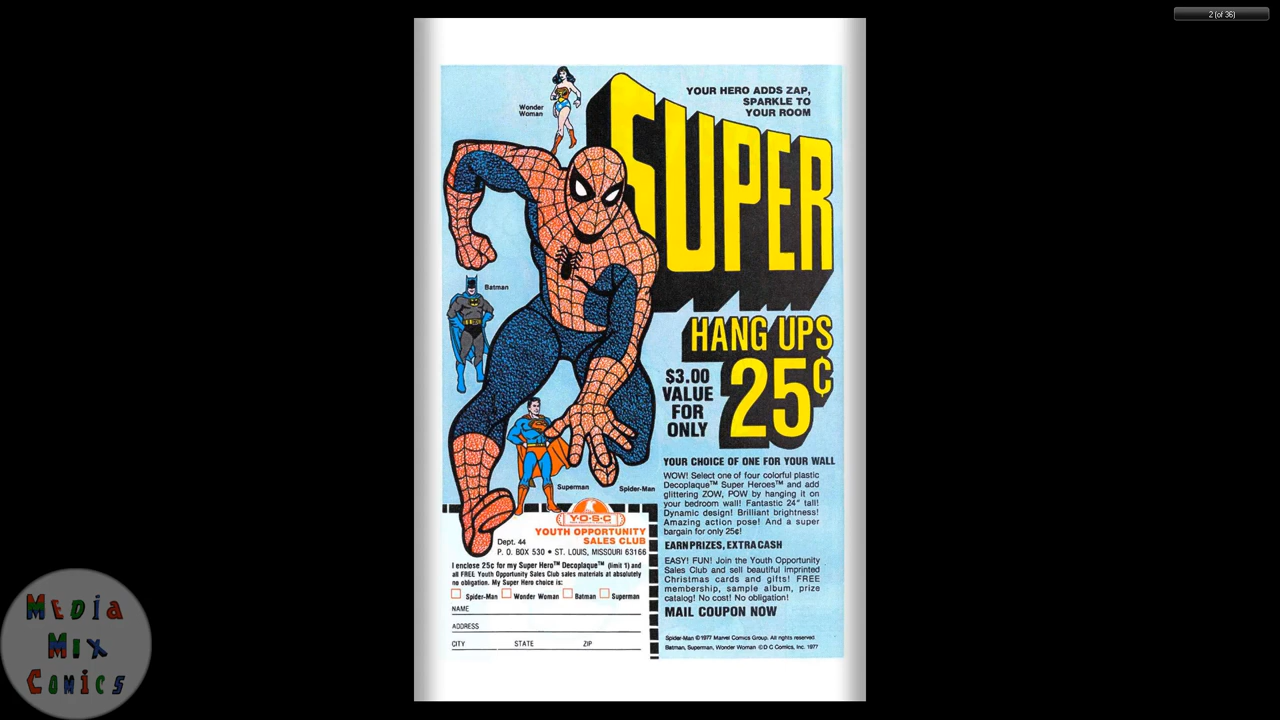 2 (of 36)
YOUR HERO ADDS ZAP,
SPARKLE TO
YOUR ROOM
Wonder
Woman
SUPER
Batman
HANG UPS
$3.00
VALUE
FOR
ONLY
25¢
Superman
Spider-Man
YOUR CHOICE OF ONE FOR YOUR WALL
WOW! Select one of four colorful plastic
Decoplaque™ Super Heroes™ and add
glittering ZOW, POW by hanging it on
your bedroom wall! Fantastic 24" tall!
Dynamic design! Brilliant brightness!
Amazing action pose! And a super
bargain for only 25¢!
EARN PRIZES, EXTRA CASH
EASY! FUN! Join the Youth Opportunity
Sales Club and sell beautiful imprinted
Christmas cards and gifts! FREE
membership, sample album, prize
catalog! No cost! No obligation!
MAIL COUPON NOW
Spider-Man ©1977 Marvel Comics Group. All rights reserved.
Batman, Superman, Wonder Woman ©D C Comics, Inc. 1977
Y·O·S·C
YOUTH OPPORTUNITY
SALES CLUB
Dept. 44
P. O. BOX 530 • ST. LOUIS, MISSOURI 63166
I enclose 25¢ for my Super Hero™ Decoplaque™ (limit 1) and
all FREE Youth Opportunity Sales Club sales materials at absolutely
no obligation. My Super Hero choice is:
Spider-Man Wonder Woman Batman Superman
NAME
ADDRESS
CITY STATE ZIP
MEDIA
MIX
COMICS